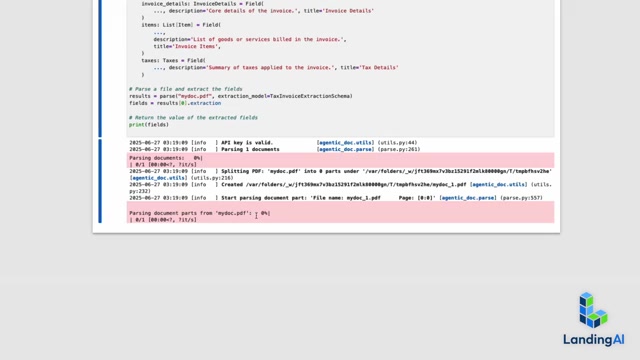 invoice_details: InvoiceDetails = Field(
..., description="Core details of the invoice.", title="Invoice Details"
)
items: List[Item] = Field(
...,
description="List of goods or services billed in the invoice.",
title="Invoice Items",
)
taxes: Taxes = Field(
..., description="Summary of taxes applied to the invoice.", title="Tax Details"
)
# Parse a file and extract the fields
results = parse("mydoc.pdf", extraction_model=TaxInvoiceExtractionSchema)
fields = results[0].extraction
# Return the value of the extracted fields
print(fields)
2025-06-27 03:19:09 [info ] API key is valid. [agentic_doc.utils] (utils.py:44)
2025-06-27 03:19:09 [info ] Parsing 1 documents [agentic_doc.parse] (parse.py:261)
Parsing documents: 0%|
| 0/1 [00:00<?, ?it/s]
2025-06-27 03:19:09 [info ] Splitting PDF: 'mydoc.pdf' into 0 parts under '/var/folders/_w/jft369mx7v3bz15291f2mlk80000gn/T/tmpbfsv2he'
[agentic_doc.utils] (utils.py:216)
2025-06-27 03:19:09 [info ] Created /var/folders/_w/jft369mx7v3bz15291f2mlk80000gn/T/tmpbfsv2he/mydoc_1.pdf [agentic_doc.utils] (utils.
py:232)
2025-06-27 03:19:09 [info ] Start parsing document part: 'File name: mydoc_1.pdf Page: [0:0]' [agentic_doc.parse] (parse.py:557)
Parsing document parts from 'mydoc.pdf': 0%|
| 0/1 [00:00<?, ?it/s]
LandingAI